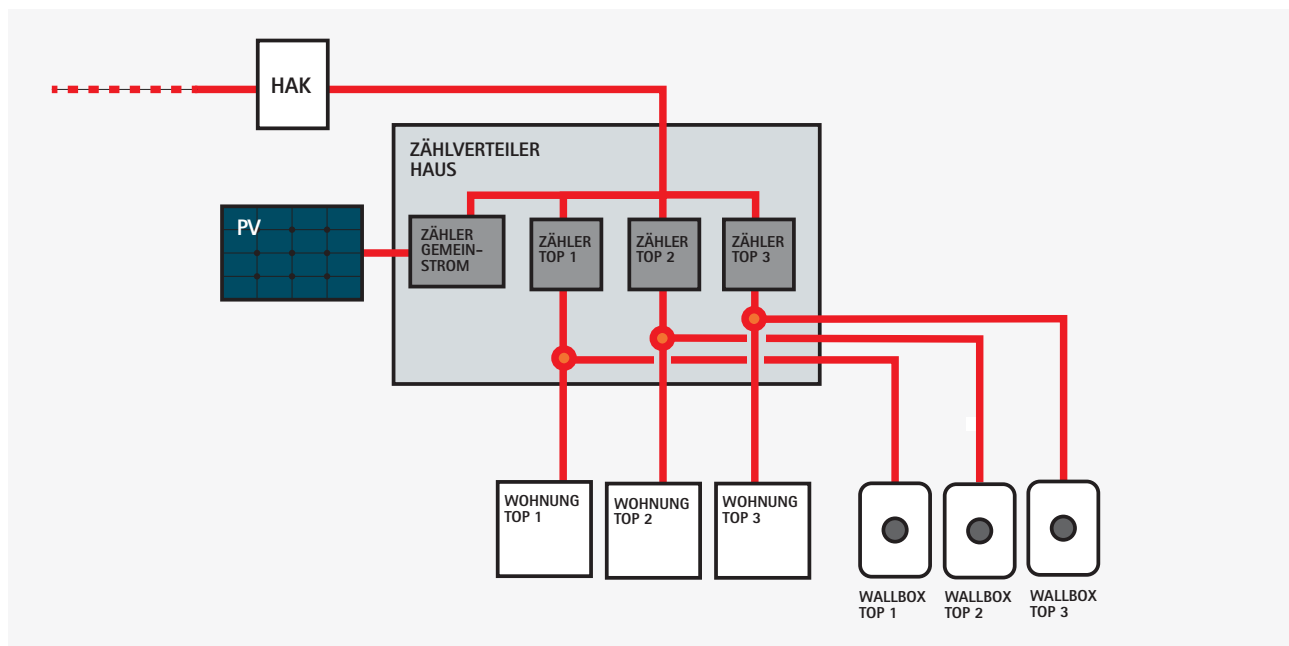 HAK
ZÄHLVERTEILER
HAUS
PV
ZÄHLER
GEMEIN-
STROM
ZÄHLER
TOP 1
ZÄHLER
TOP 2
ZÄHLER
TOP 3
WOHNUNG
TOP 1
WOHNUNG
TOP 2
WOHNUNG
TOP 3
WALLBOX
TOP 1
WALLBOX
TOP 2
WALLBOX
TOP 3